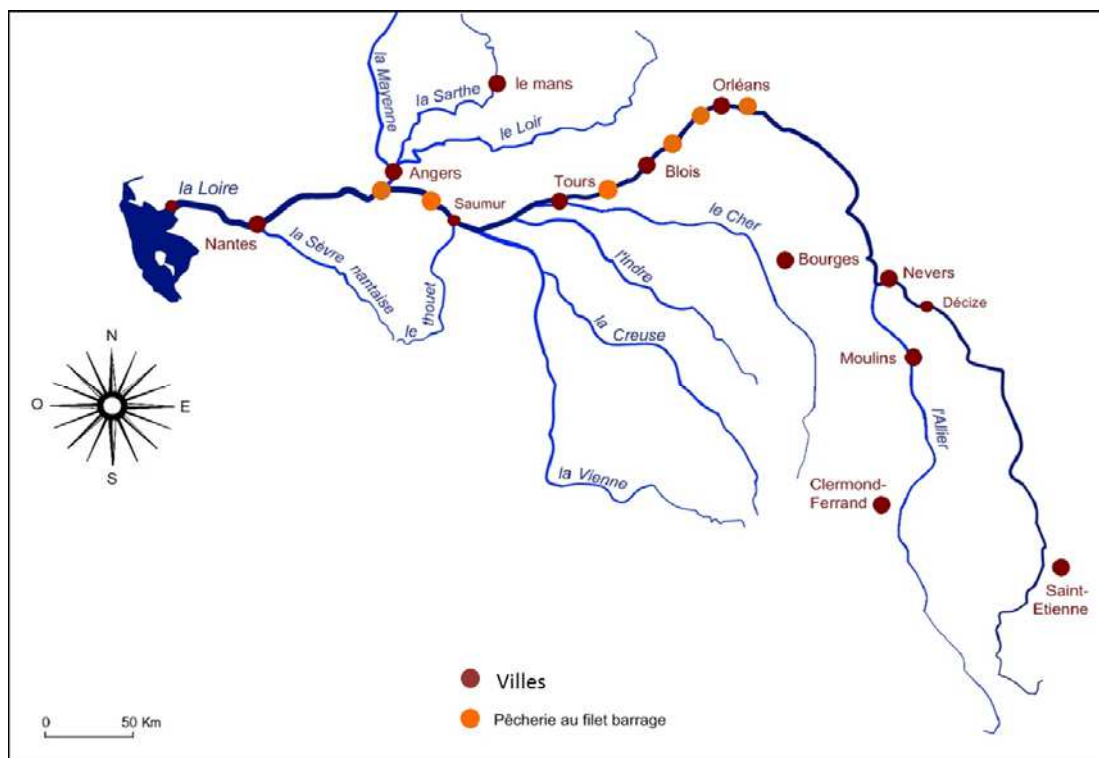 la Mayenne
la Sarthe
le mans
le Loir
Orléans
Angers
Blois
la Loire
Saumur
Tours
Nantes
la Sèvre nantaise
le thouet
le Cher
l'Indre
Bourges
Nevers
Décize
la Creuse
Moulins
N
O
E
S
l'Allier
la Vienne
Clermond-
Ferrand
Saint-
Etienne
Villes
Pêcherie au filet barrage
0
50 Km